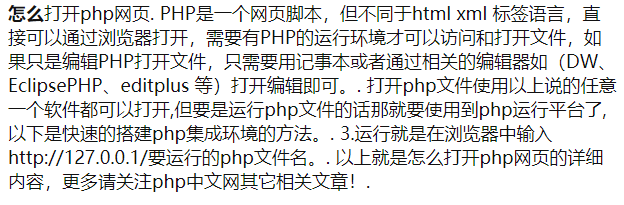 怎么打开php网页. PHP是一个网页脚本，但不同于html xml 标签语言，直
接可以通过浏览器打开，需要有PHP的运行环境才可以访问和打开文件，如
果只是编辑PHP打开文件，只需要用记事本或者通过相关的编辑器如（DW、
EclipsePHP、editplus 等）打开编辑即可。. 打开php文件使用以上说的任意
一个软件都可以打开,但要是运行php文件的话那就要使用到php运行平台了,
以下是快速的搭建php集成环境的方法。. 3.运行就是在浏览器中输入
http://127.0.0.1/要运行的php文件名。. 以上就是怎么打开php网页的详细
内容，更多请关注php中文网其它相关文章！.